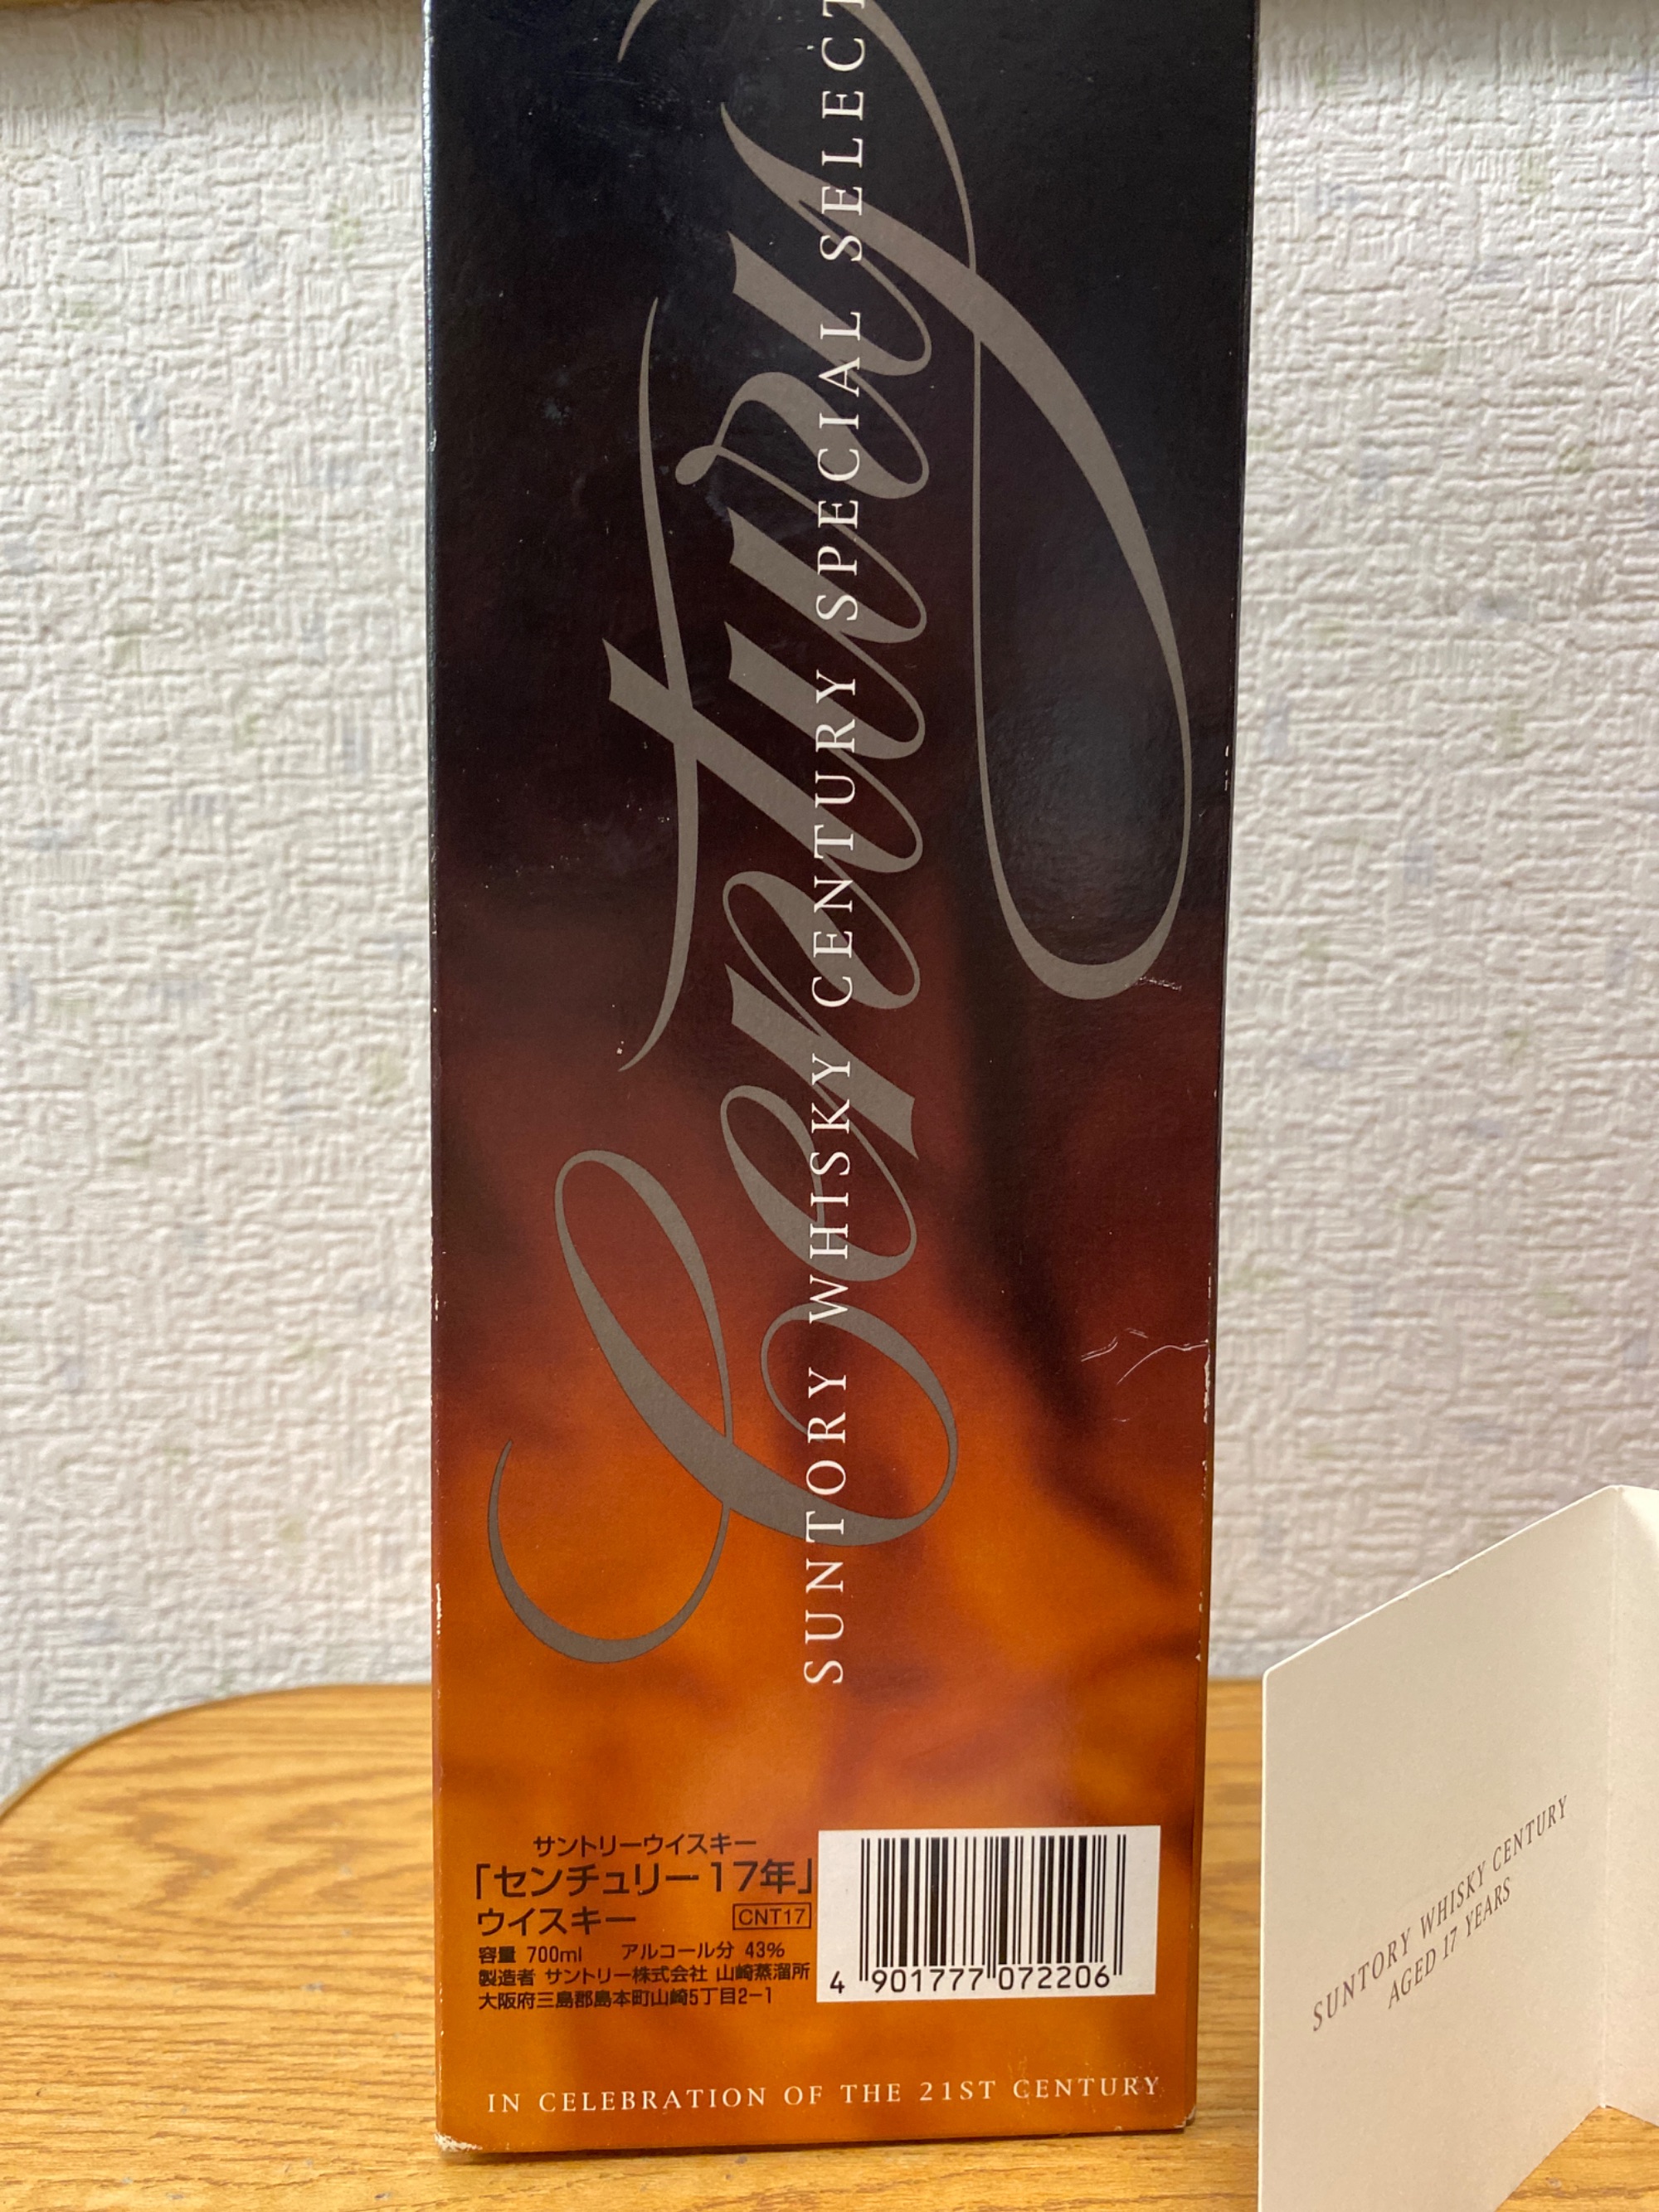 Century
SUNTORY WHISKY CENTURY SPECIAL SELECT
サントリーウイスキー
「センチュリー17年」
ウイスキー CNT17
容量 700ml アルコール分 43%
製造者 サントリー株式会社 山崎蒸溜所
大阪府三島郡島本町山崎5丁目2-1
4 901777 072206
IN CELEBRATION OF THE 21ST CENTURY
SUNTORY WHISKY CENTURY
AGED 17 YEARS